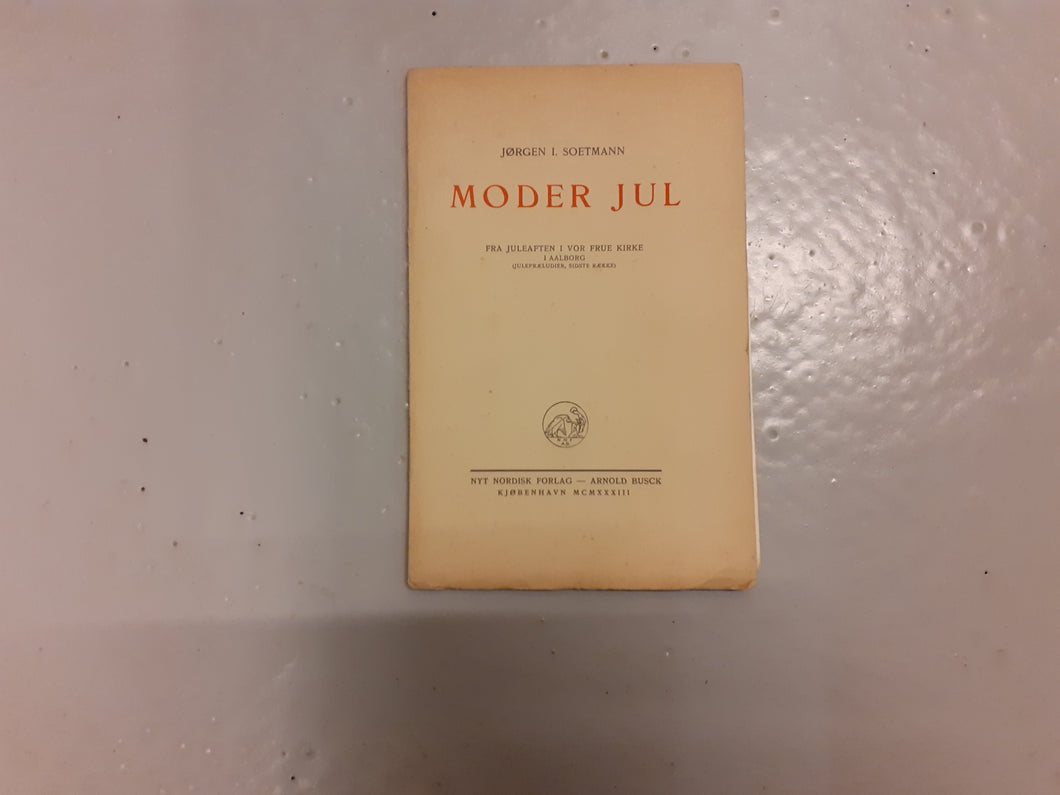 JØRGEN I. SOETMANN
MODER JUL
FRA JULEAFTEN I VOR FRUE KIRKE
I AALBORG
(JULEPRÆLUDIER, SIDSTE RÆKKE)
NYT NORDISK FORLAG — ARNOLD BUSCK
KJØBENHAVN MCMXXXIII